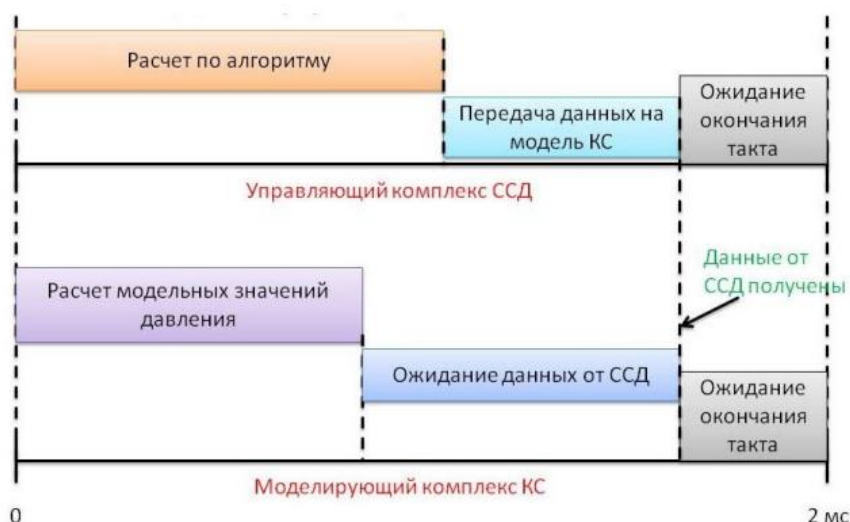 Расчет по алгоритму
Передача данных на
модель КС
Ожидание
окончания
такта
Управляющий комплекс ССД
Данные от
ССД получены
Расчет модельных значений
давления
Ожидание данных от ССД
Ожидание
окончания
такта
Моделирующий комплекс КС
0
2 мс